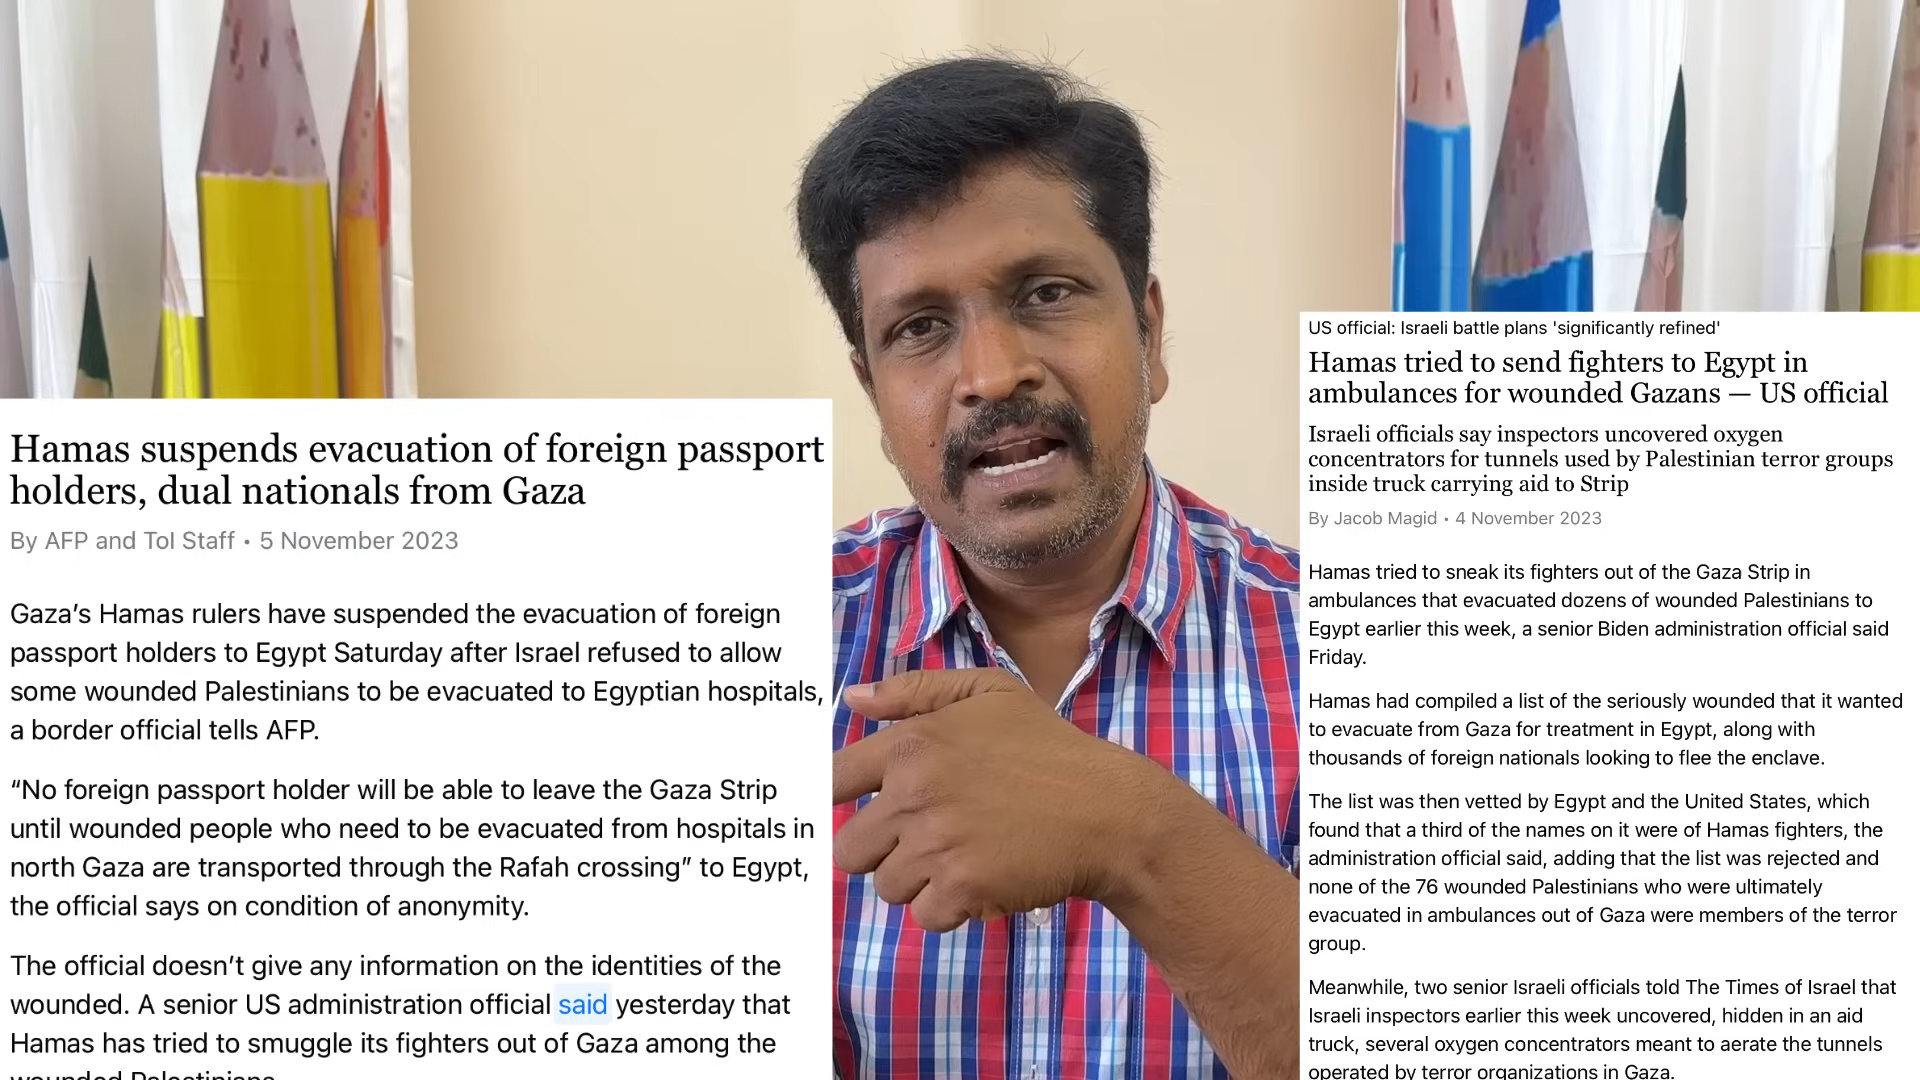 Hamas suspends evacuation of foreign passport
holders, dual nationals from Gaza
By AFP and ToI Staff • 5 November 2023
Gaza’s Hamas rulers have suspended the evacuation of foreign
passport holders to Egypt Saturday after Israel refused to allow
some wounded Palestinians to be evacuated to Egyptian hospitals,
a border official tells AFP.
“No foreign passport holder will be able to leave the Gaza Strip
until wounded people who need to be evacuated from hospitals in
north Gaza are transported through the Rafah crossing” to Egypt,
the official says on condition of anonymity.
The official doesn’t give any information on the identities of the
wounded. A senior US administration official said yesterday that
Hamas has tried to smuggle its fighters out of Gaza among the
wounded Palestinians.
US official: Israeli battle plans 'significantly refined'
Hamas tried to send fighters to Egypt in
ambulances for wounded Gazans — US official
Israeli officials say inspectors uncovered oxygen
concentrators for tunnels used by Palestinian terror groups
inside truck carrying aid to Strip
By Jacob Magid • 4 November 2023
Hamas tried to sneak its fighters out of the Gaza Strip in
ambulances that evacuated dozens of wounded Palestinians to
Egypt earlier this week, a senior Biden administration official said
Friday.
Hamas had compiled a list of the seriously wounded that it wanted
to evacuate from Gaza for treatment in Egypt, along with
thousands of foreign nationals looking to flee the enclave.
The list was then vetted by Egypt and the United States, which
found that a third of the names on it were of Hamas fighters, the
administration official said, adding that the list was rejected and
none of the 76 wounded Palestinians who were ultimately
evacuated in ambulances out of Gaza were members of the terror
group.
Meanwhile, two senior Israeli officials told The Times of Israel that
Israeli inspectors earlier this week uncovered, hidden in an aid
truck, several oxygen concentrators meant to aerate the tunnels
operated by terror organizations in Gaza.